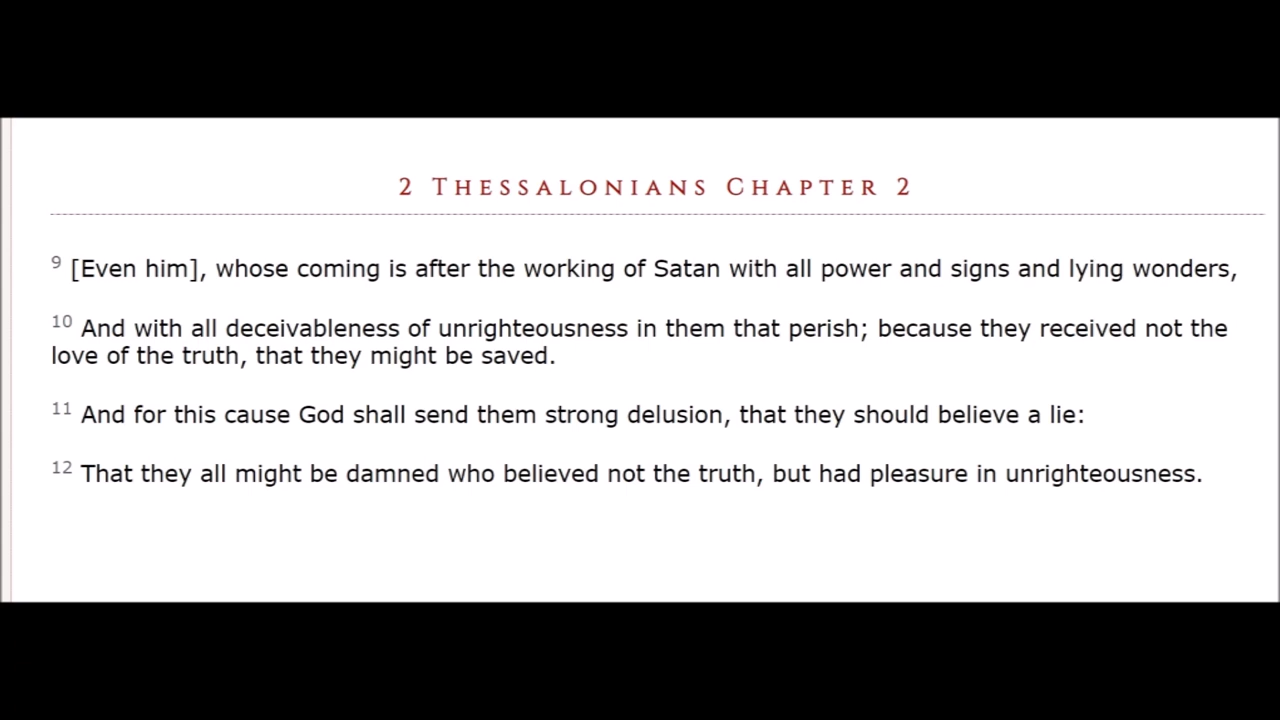 2 Thessalonians Chapter 2
9 [Even him], whose coming is after the working of Satan with all power and signs and lying wonders,
10 And with all deceivableness of unrighteousness in them that perish; because they received not the
love of the truth, that they might be saved.
11 And for this cause God shall send them strong delusion, that they should believe a lie:
12 That they all might be damned who believed not the truth, but had pleasure in unrighteousness.